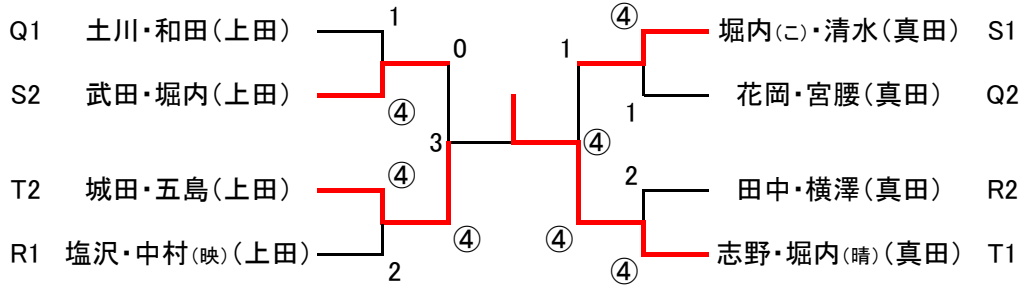 1 ④
Q1 土川・和田(上田) 0 1 堀内(こ)・清水(真田) S1
S2 武田・堀内(上田) 花岡・宮腰(真田) Q2
④ 1
3 ④
④ 2
T2 城田・五島(上田) 田中・横澤(真田) R2
④ ④
R1 塩沢・中村(映)(上田) 志野・堀内(晴)(真田) T1
2 ④